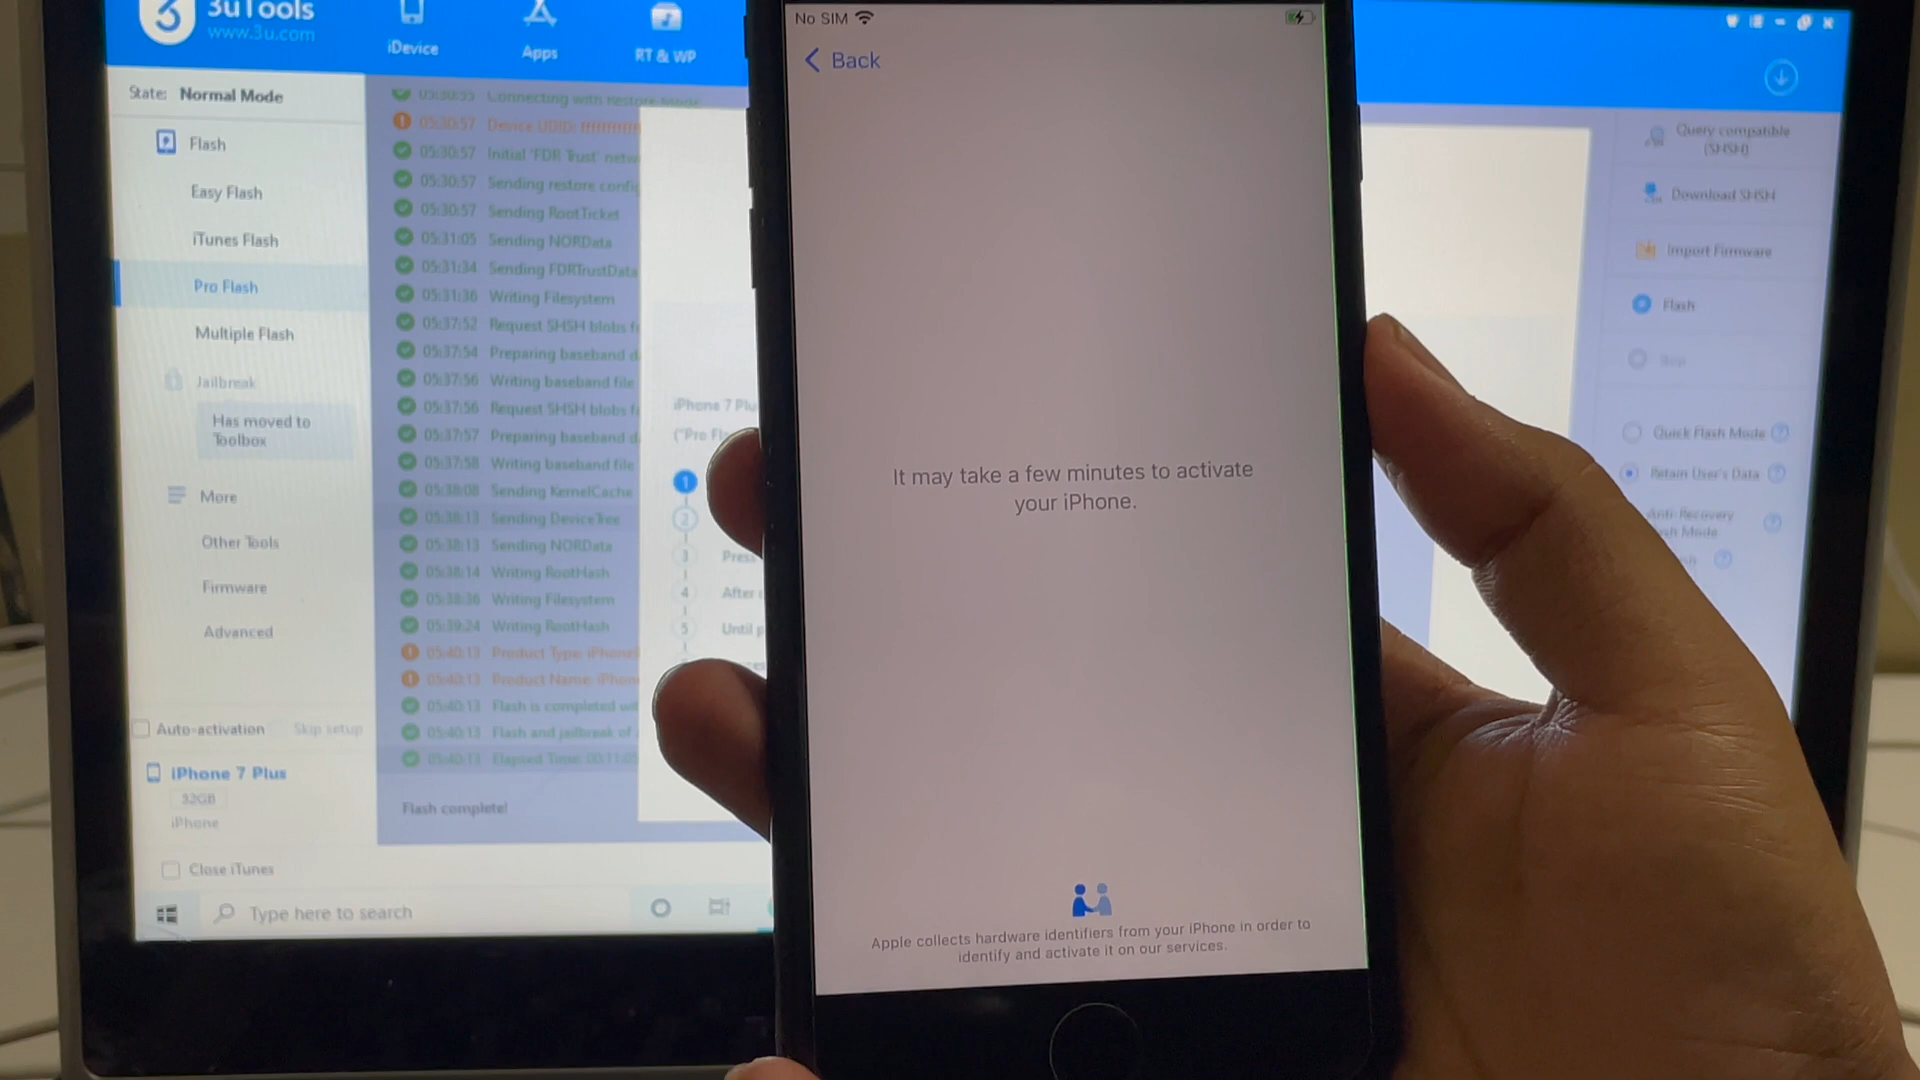 3uTools
www.3u.com
iDevice
Apps
RT & WP
State: Normal Mode
Flash
Easy Flash
iTunes Flash
Pro Flash
Multiple Flash
Jailbreak
Has moved to
Toolbox
More
Other Tools
Firmware
Advanced
Auto-activation
Skip setup
iPhone 7 Plus
32GB
iPhone
Close iTunes
Type here to search
05:30:53 Connecting with restore mode
05:30:57 Device UDID: ffffffffffffff
05:30:57 Initial 'FDR Trust' netw
05:30:57 Sending restore config
05:30:57 Sending RootTicket
05:31:05 Sending NORData
05:31:34 Sending FDRTrustData
05:31:36 Writing Filesystem
05:37:52 Request SHSH blobs f
05:37:54 Preparing baseband d
05:37:56 Writing baseband file
05:37:56 Request SHSH blobs f
05:37:57 Preparing baseband d
05:37:58 Writing baseband file
05:38:08 Sending KernelCache
05:38:13 Sending DeviceTree
05:38:13 Sending NORData
05:38:14 Writing RootHash
05:38:36 Writing Filesystem
05:39:24 Writing RootHash
05:40:13 Product Type: iPhone
05:40:13 Product Name: iPhon
05:40:13 Flash is completed wi
05:40:13 Flash and jailbreak of
05:40:13 Elapsed Time: 00:11:05
Flash complete!
iPhone 7 Plu
("Pro Fl
1
2
3 Press
4 After
5 Until p
No SIM
Back
It may take a few minutes to activate
your iPhone.
Apple collects hardware identifiers from your iPhone in order to
identify and activate it on our services.
Query compatible
(SHSH)
Download SHSH
Import Firmware
Flash
Stop
Quick Flash Mode
Retain User's Data
Anti-Recovery
sh Mode